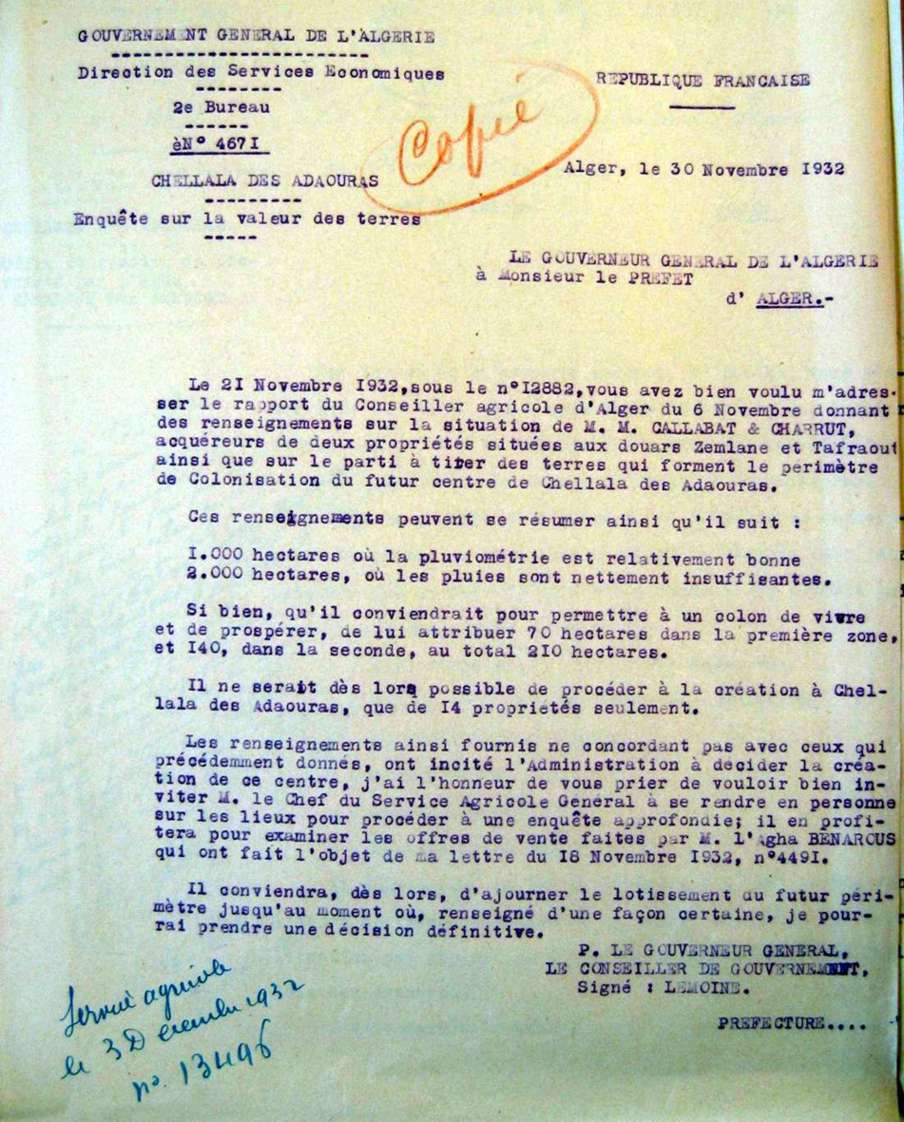 GOUVERNEMENT GENERAL DE L'ALGERIE
Direction des Services Economiques
2e Bureau
èN° 467I
CHELLALA DES ADAOURAS
Enquête sur la valeur des terres
Copié
REPUBLIQUE FRANCAISE
Alger, le 30 Novembre I932
LE GOUVERNEUR GENERAL DE L'ALGERIE
à Monsieur le PREFET
d' ALGER.-
Le 2I Novembre I932,sous le n°I2882,vous avez bien voulu m'adres-
ser le rapport du Conseiller agricole d'Alger du 6 Novembre donnant
des renseignements sur la situation de M. M. CALLABAT & CHARRUT,
acquéreurs de deux propriétés situées aux douars Zemlane et Tafraout
ainsi que sur le parti à tirer des terres qui forment le perimètre
de Colonisation du futur centre de Chellala des Adaouras.
Ces renseignements peuvent se résumer ainsi qu'il suit :
I.000 hectares où la pluviométrie est relativement bonne
2.000 hectares, où les pluies sont nettement insuffisantes.
Si bien, qu'il conviendrait pour permettre à un colon de vivre
et de prospérer, de lui attribuer 70 hectares dans la première zone,
et I40, dans la seconde, au total 2I0 hectares.
Il ne serait dès lors possible de procéder à la création à Chel-
lala des Adaouras, que de I4 propriétés seulement.
Les renseignements ainsi fournis ne concordant pas avec ceux qui
précédemment donnés, ont incité l'Administration à décider la créa-
tion de ce centre, j'ai l'honneur de vous prier de vouloir bien in-
viter M. le Chef du Service Agricole Général à se rendre en personne
sur les lieux pour procéder à une enquête approfondie; il en profi-
tera pour examiner les offres de vente faites par M. l'Agha BENAROUS
qui ont fait l'objet de ma lettre du I8 Novembre I932, n°449I.
Il conviendra, dès lors, d'ajourner le lotissement du futur péri-
mètre jusqu'au moment où, renseigné d'une façon certaine, je pour-
rai prendre une décision définitive.
P. LE GOUVERNEUR GENERAL,
LE CONSEILLER DE GOUVERNEMENT,
Signé : LEMOINE.
PREFECTURE....
Service agricole
le 3 Decembre 1932
n°. 13496